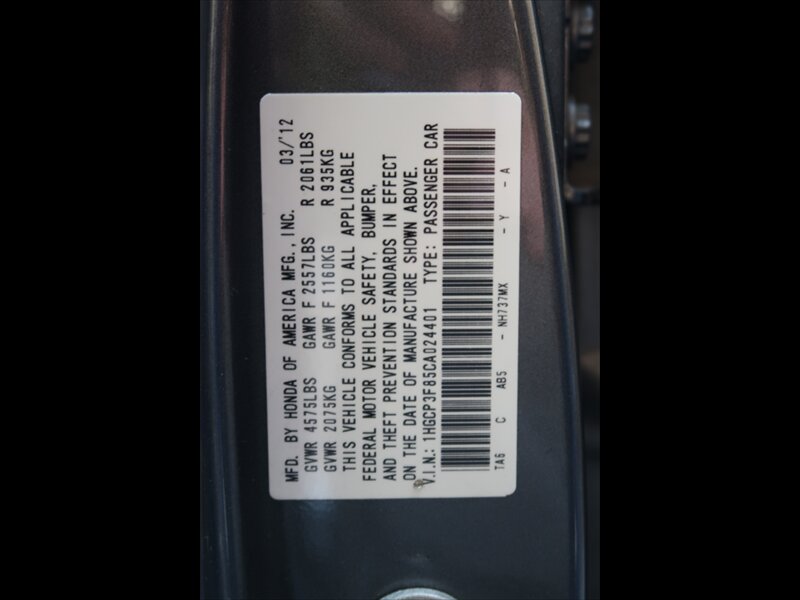 MFD. BY HONDA OF AMERICA MFG., INC. 03/'12
GVWR 4575LBS GAWR F 2557LBS R 2061LBS
GVWR 2075KG GAWR F 1160KG R 935KG
THIS VEHICLE CONFORMS TO ALL APPLICABLE
FEDERAL MOTOR VEHICLE SAFETY, BUMPER,
AND THEFT PREVENTION STANDARDS IN EFFECT
ON THE DATE OF MANUFACTURE SHOWN ABOVE.
V.I.N.: 1HGCP3F85CA024401 TYPE: PASSENGER CAR
TA6 C AB5 - NH737MX - Y - A